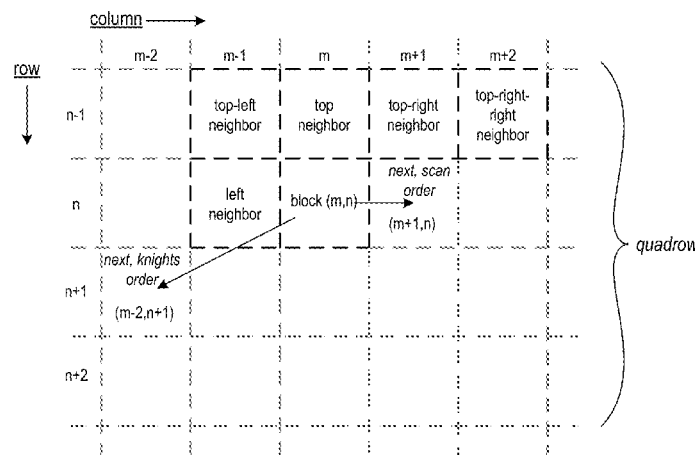 column
m-2 m-1 m m+1 m+2
row
n-1
top-left
neighbor
top
neighbor
top-right
neighbor
top-right-
right
neighbor
n
left
neighbor
block (m,n)
next, scan
order
(m+1,n)
quadrow
next, knights
order
n+1
(m-2,n+1)
n+2